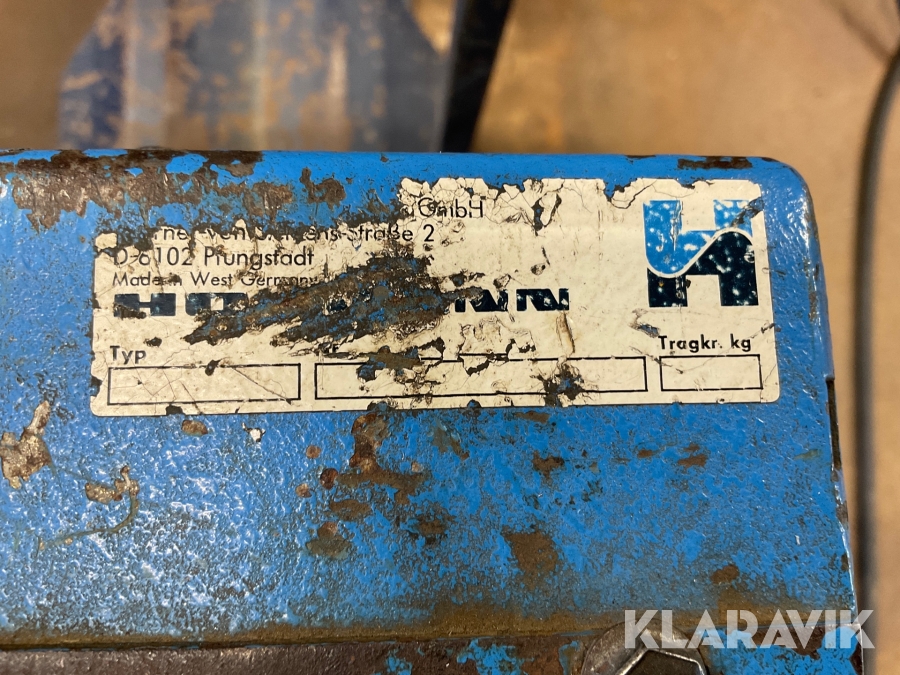 GmbH
Straße 2
D-6102 Pfungstadt
Made in West Germany
Typ
Tragkr. kg
H
KLARAVIK